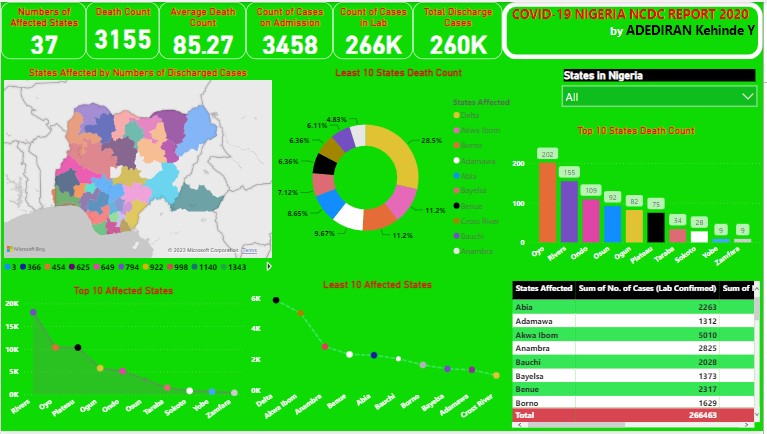 Numbers of
Affected States
37
Death Count
3155
Average Death
Count
85.27
Count of Cases
on Admission
3458
Count of Cases
in Lab
266K
Total Discharge
Cases
260K
COVID-19 NIGERIA NCDC REPORT 2020
by ADEDIRAN Kehinde Y
States Affected by Numbers of Discharged Cases
Microsoft Bing
© 2023 Microsoft Corporation Terms
3 366 454 625 649 794 922 998 1140 1343
Least 10 States Death Count
4.83%
6.11%
6.36%
6.36%
7.12%
8.65%
9.67%
11.2%
11.2%
28.5%
States Affected
Delta
Akwa Ibom
Borno
Adamawa
Abia
Bayelsa
Benue
Cross River
Bauchi
Anambra
States in Nigeria
All
Top 10 States Death Count
200
100
0
202
155
109
92
82
75
34
28
9
9
Oyo
Rivers
Ondo
Osun
Ogun
Plateau
Taraba
Sokoto
Yobe
Zamfara
Top 10 Affected States
20K
15K
10K
5K
0K
Rivers
Oyo
Plateau
Ogun
Ondo
Osun
Taraba
Sokoto
Yobe
Zamfara
Least 10 Affected States
6K
4K
2K
0K
Delta
Akwa Ibom
Anambra
Benue
Abia
Bauchi
Borno
Bayelsa
Adamawa
Cross River
States Affected Sum of No. of Cases (Lab Confirmed) Sum of
Abia 2263
Adamawa 1312
Akwa Ibom 5010
Anambra 2825
Bauchi 2028
Bayelsa 1373
Benue 2317
Borno 1629
Total 266463